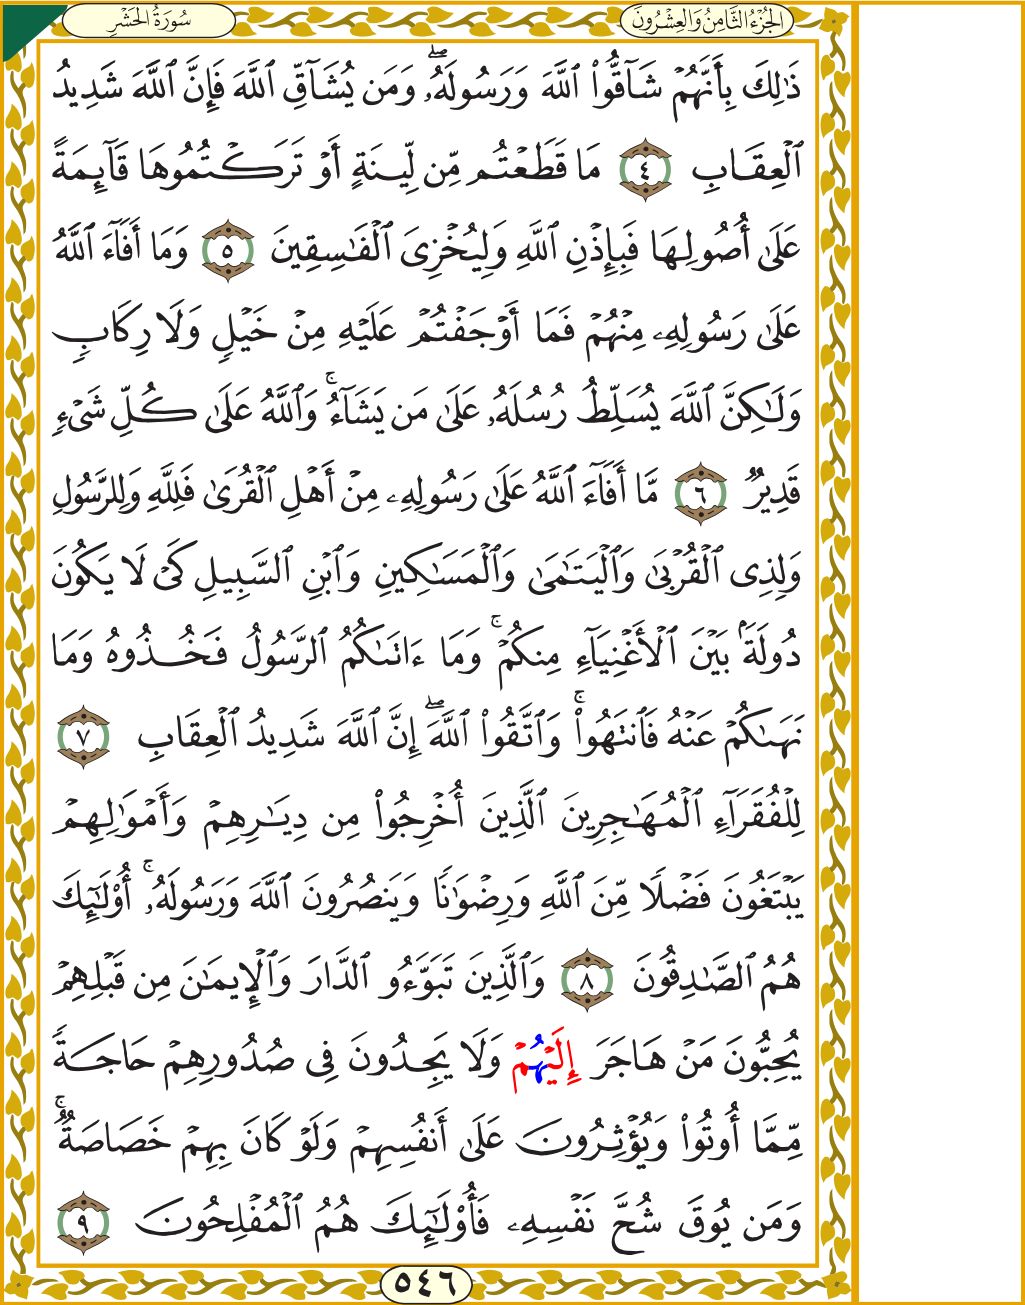 الجُزْءُ الثَّامِنُ وَالعِشْرُونَ
سُورَةُ الحَشْرِ
ذَٰلِكَ بِأَنَّهُمْ شَآقُّوا۟ ٱللَّهَ وَرَسُولَهُۥ ۖ وَمَن يُشَآقِّ ٱللَّهَ فَإِنَّ ٱللَّهَ شَدِيدُ
ٱلْعِقَابِ ٤ مَا قَطَعْتُم مِّن لِّينَةٍ أَوْ تَرَكْتُمُوهَا قَآئِمَةً
عَلَىٰٓ أُصُولِهَا فَبِإِذْنِ ٱللَّهِ وَلِيُخْزِىَ ٱلْفَٰسِقِينَ ٥ وَمَآ أَفَآءَ ٱللَّهُ
عَلَىٰ رَسُولِهِۦ مِنْهُمْ فَمَآ أَوْجَفْتُمْ عَلَيْهِ مِنْ خَيْلٍ وَلَا رِكَابٍ
وَلَٰكِنَّ ٱللَّهَ يُسَلِّطُ رُسُلَهُۥ عَلَىٰ مَن يَشَآءُ ۚ وَٱللَّهُ عَلَىٰ كُلِّ شَىْءٍ
قَدِيرٌ ٦ مَّآ أَفَآءَ ٱللَّهُ عَلَىٰ رَسُولِهِۦ مِنْ أَهْلِ ٱلْقُرَىٰ فَلِلَّهِ وَلِلرَّسُولِ
وَلِذِى ٱلْقُرْبَىٰ وَٱلْيَتَٰمَىٰ وَٱلْمَسَٰكِينِ وَٱبْنِ ٱلسَّبِيلِ كَىْ لَا يَكُونَ
دُولَةًۢ بَيْنَ ٱلْأَغْنِيَآءِ مِنكُمْ ۚ وَمَآ ءَاتَىٰكُمُ ٱلرَّسُولُ فَخُذُوهُ وَمَا
نَهَىٰكُمْ عَنْهُ فَٱنتَهُوا۟ ۚ وَٱتَّقُوا۟ ٱللَّهَ ۖ إِنَّ ٱللَّهَ شَدِيدُ ٱلْعِقَابِ ٧
لِلْفُقَرَآءِ ٱلْمُهَٰجِرِينَ ٱلَّذِينَ أُخْرِجُوا۟ مِن دِيَٰرِهِمْ وَأَمْوَٰلِهِمْ
يَبْتَغُونَ فَضْلًا مِّنَ ٱللَّهِ وَرِضْوَٰنًا وَيَنصُرُونَ ٱللَّهَ وَرَسُولَهُۥٓ ۚ أُو۟لَٰٓئِكَ
هُمُ ٱلصَّٰدِقُونَ ٨ وَٱلَّذِينَ تَبَوَّءُو ٱلدَّارَ وَٱلْإِيمَٰنَ مِن قَبْلِهِمْ
يُحِبُّونَ مَنْ هَاجَرَ إِلَيْهِمْ وَلَا يَجِدُونَ فِى صُدُورِهِمْ حَاجَةً
مِّمَّآ أُوتُوا۟ وَيُؤْثِرُونَ عَلَىٰٓ أَنفُسِهِمْ وَلَوْ كَانَ بِهِمْ خَصَاصَةٌ ۚ
وَمَن يُوقَ شُحَّ نَفْسِهِۦ فَأُو۟لَٰٓئِكَ هُمُ ٱلْمُفْلِحُونَ ٩
٥٤٦